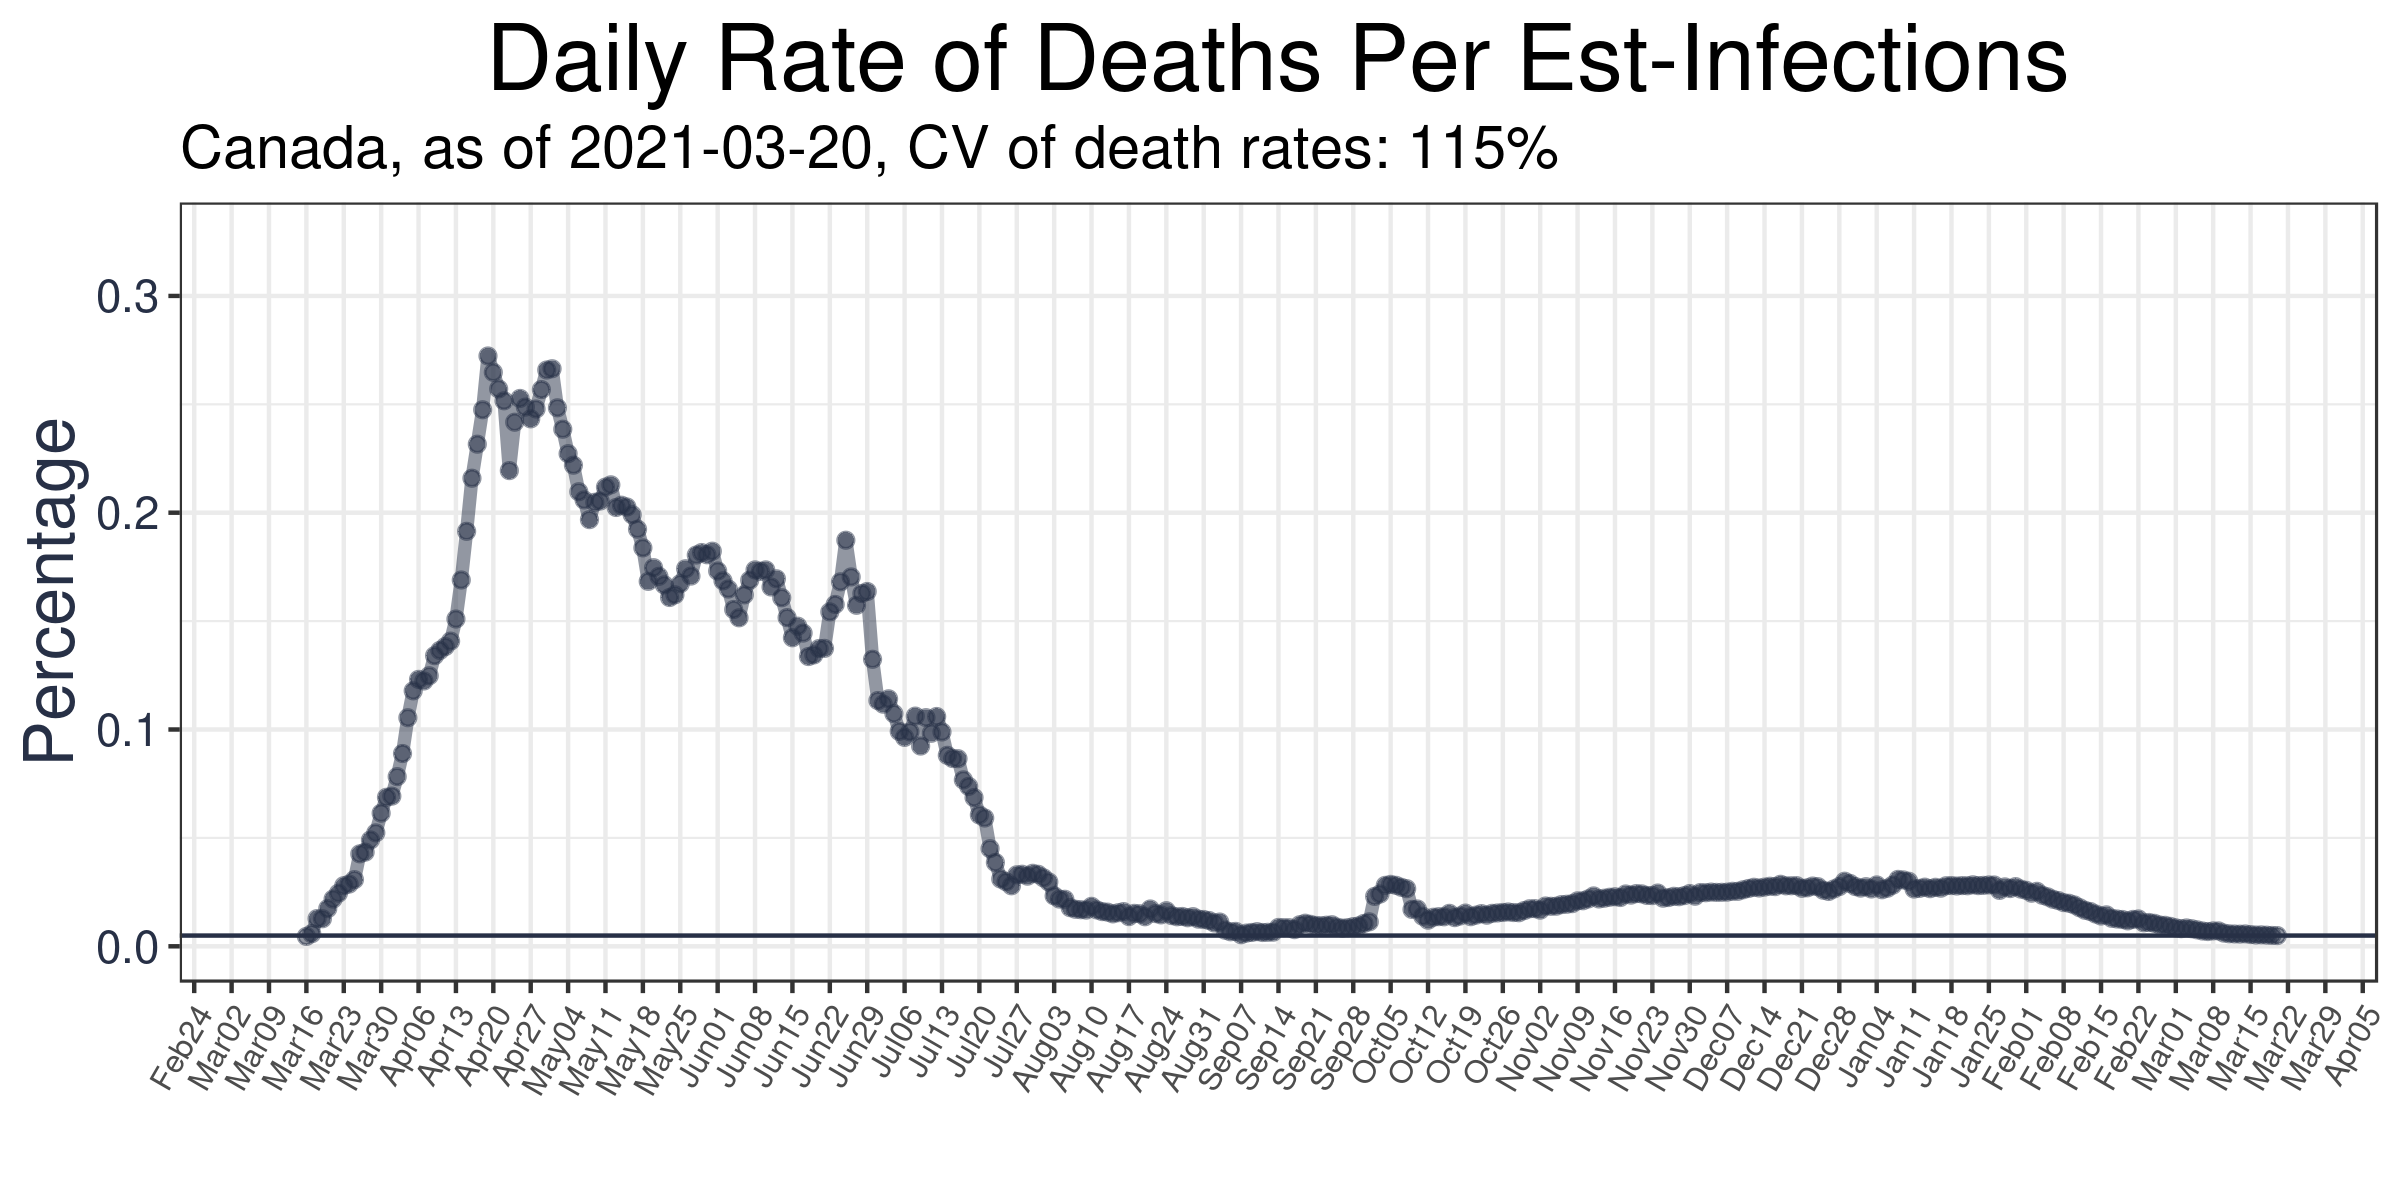 Daily Rate of Deaths Per Est-Infections
Canada, as of 2021-03-20, CV of death rates: 115%
Percentage
0.3
0.2
0.1
0.0
Feb24
Mar02
Mar09
Mar16
Mar23
Mar30
Apr06
Apr13
Apr20
Apr27
May04
May11
May18
May25
Jun01
Jun08
Jun15
Jun22
Jun29
Jul06
Jul13
Jul20
Jul27
Aug03
Aug10
Aug17
Aug24
Aug31
Sep07
Sep14
Sep21
Sep28
Oct05
Oct12
Oct19
Oct26
Nov02
Nov09
Nov16
Nov23
Nov30
Dec07
Dec14
Dec21
Dec28
Jan04
Jan11
Jan18
Jan25
Feb01
Feb08
Feb15
Feb22
Mar01
Mar08
Mar15
Mar22
Mar29
Apr05